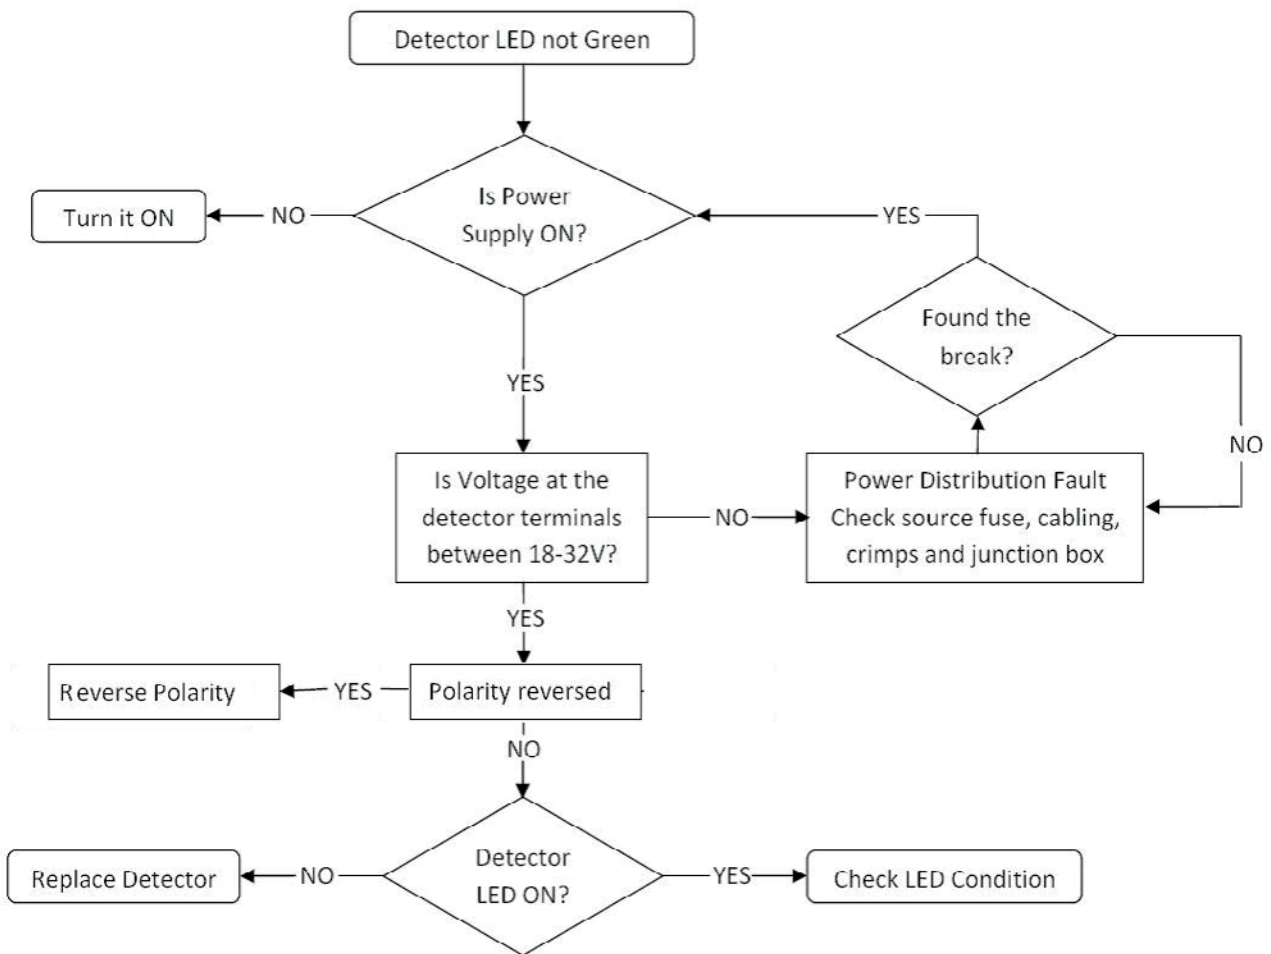 Detector LED not Green
Is Power
Supply ON?
NO
Turn it ON
YES
Found the
break?
YES
NO
Is Voltage at the
detector terminals
between 18-32V?
NO
Power Distribution Fault
Check source fuse, cabling,
crimps and junction box
YES
Polarity reversed
YES
Reverse Polarity
NO
Detector
LED ON?
NO
Replace Detector
YES
Check LED Condition